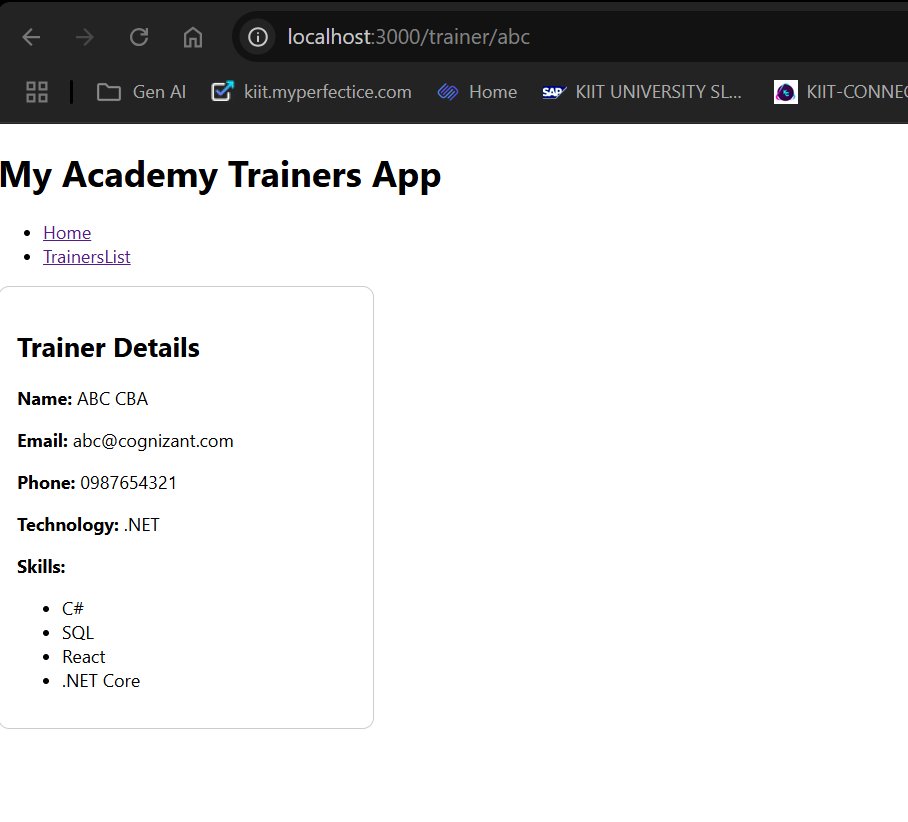 localhost:3000/trainer/abc
Gen AI kiit.myperfectice.com Home SAP KIIT UNIVERSITY SL... KIIT-CONNEC
My Academy Trainers App
Home
TrainersList
Trainer Details
Name: ABC CBA
Email: abc@cognizant.com
Phone: 0987654321
Technology: .NET
Skills:
C#
SQL
React
.NET Core